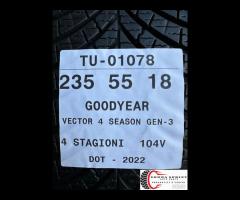 TU-01078
235 55 18
GOODYEAR
VECTOR 4 SEASON GEN-3
4 STAGIONI 104V
DOT - 2022